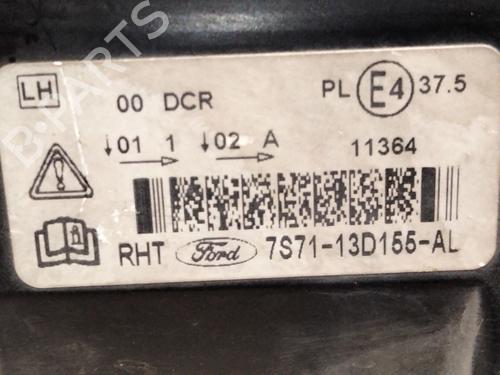 LH
00 DCR
PL E4 37.5
↓01 1 ↓02 A
→ →
11364
RHT Ford 7S71-13D155-AL
B-PARTS